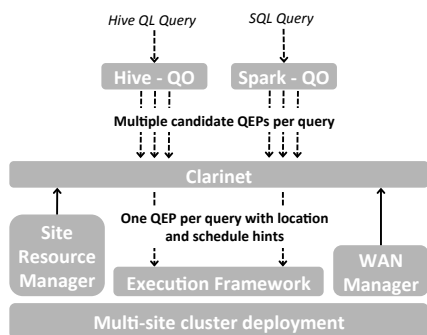 Hive QL Query
SQL Query
Hive - QO
Spark - QO
Multiple candidate QEPs per query
Clarinet
One QEP per query with location
and schedule hints
Site
Resource
Manager
WAN
Manager
Execution Framework
Multi-site cluster deployment